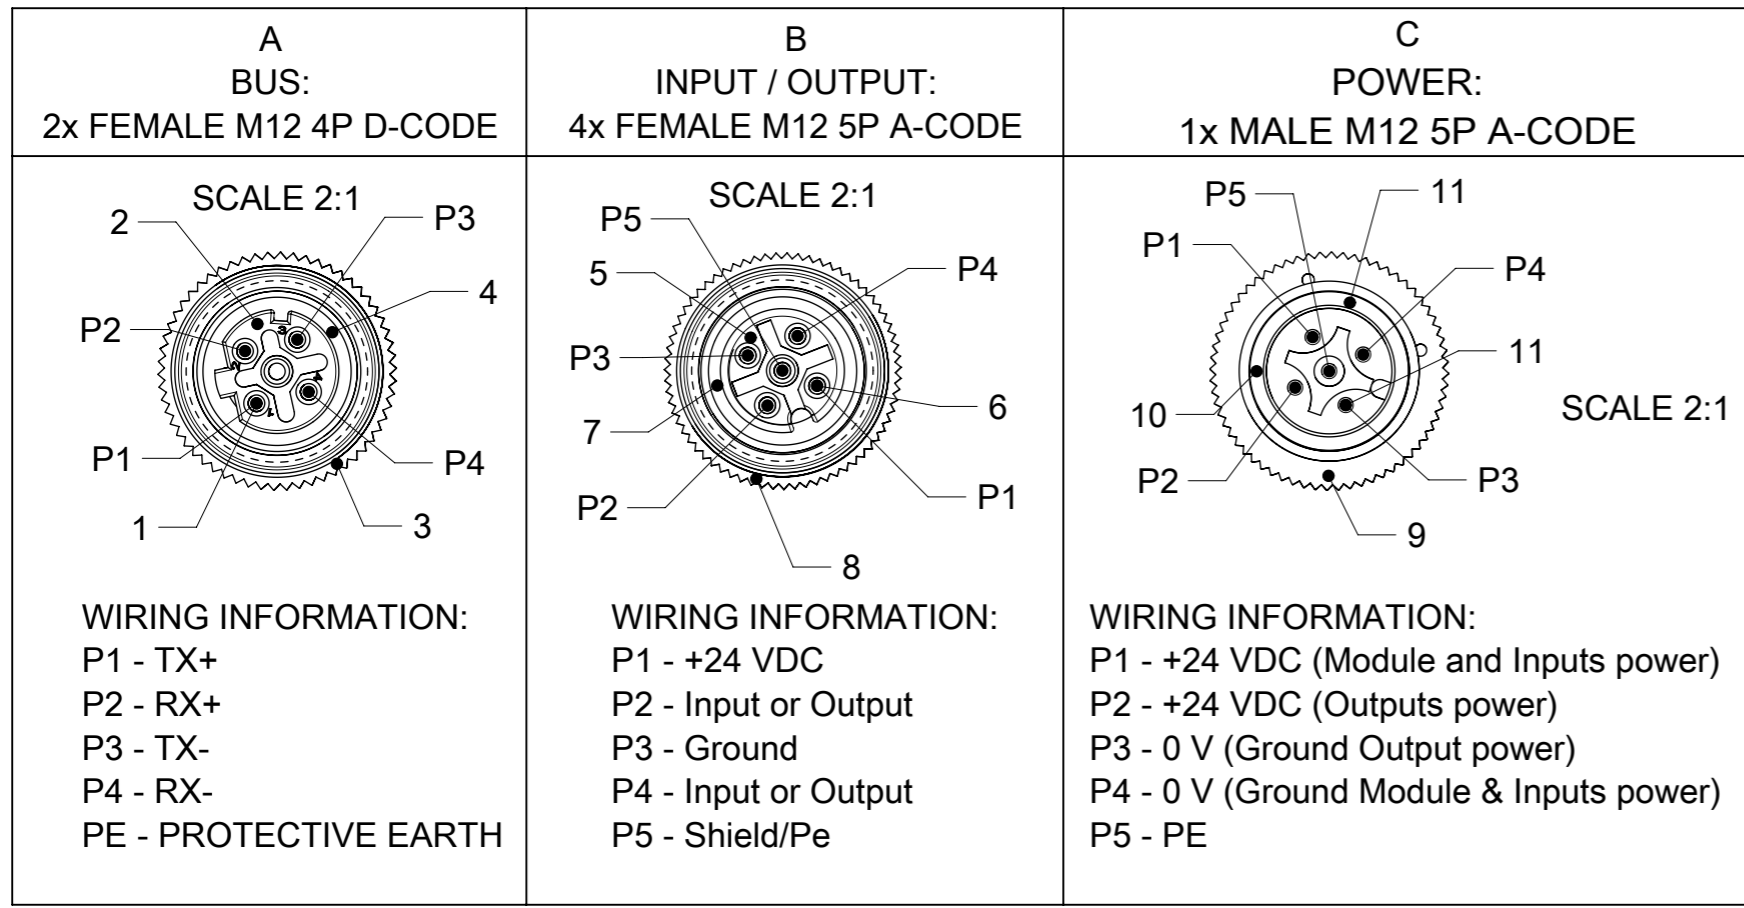 A
BUS:
2x FEMALE M12 4P D-CODE
SCALE 2:1
2
P3
4
P2
3
2
4
1
P1
P4
1
3
WIRING INFORMATION:
P1 - TX+
P2 - RX+
P3 - TX-
P4 - RX-
PE - PROTECTIVE EARTH
B
INPUT / OUTPUT:
4x FEMALE M12 5P A-CODE
SCALE 2:1
P5
5
P4
P3
6
7
P2
P1
8
WIRING INFORMATION:
P1 - +24 VDC
P2 - Input or Output
P3 - Ground
P4 - Input or Output
P5 - Shield/Pe
C
POWER:
1x MALE M12 5P A-CODE
P5
11
P1
P4
11
10
SCALE 2:1
P2
P3
9
WIRING INFORMATION:
P1 - +24 VDC (Module and Inputs power)
P2 - +24 VDC (Outputs power)
P3 - 0 V (Ground Output power)
P4 - 0 V (Ground Module & Inputs power)
P5 - PE